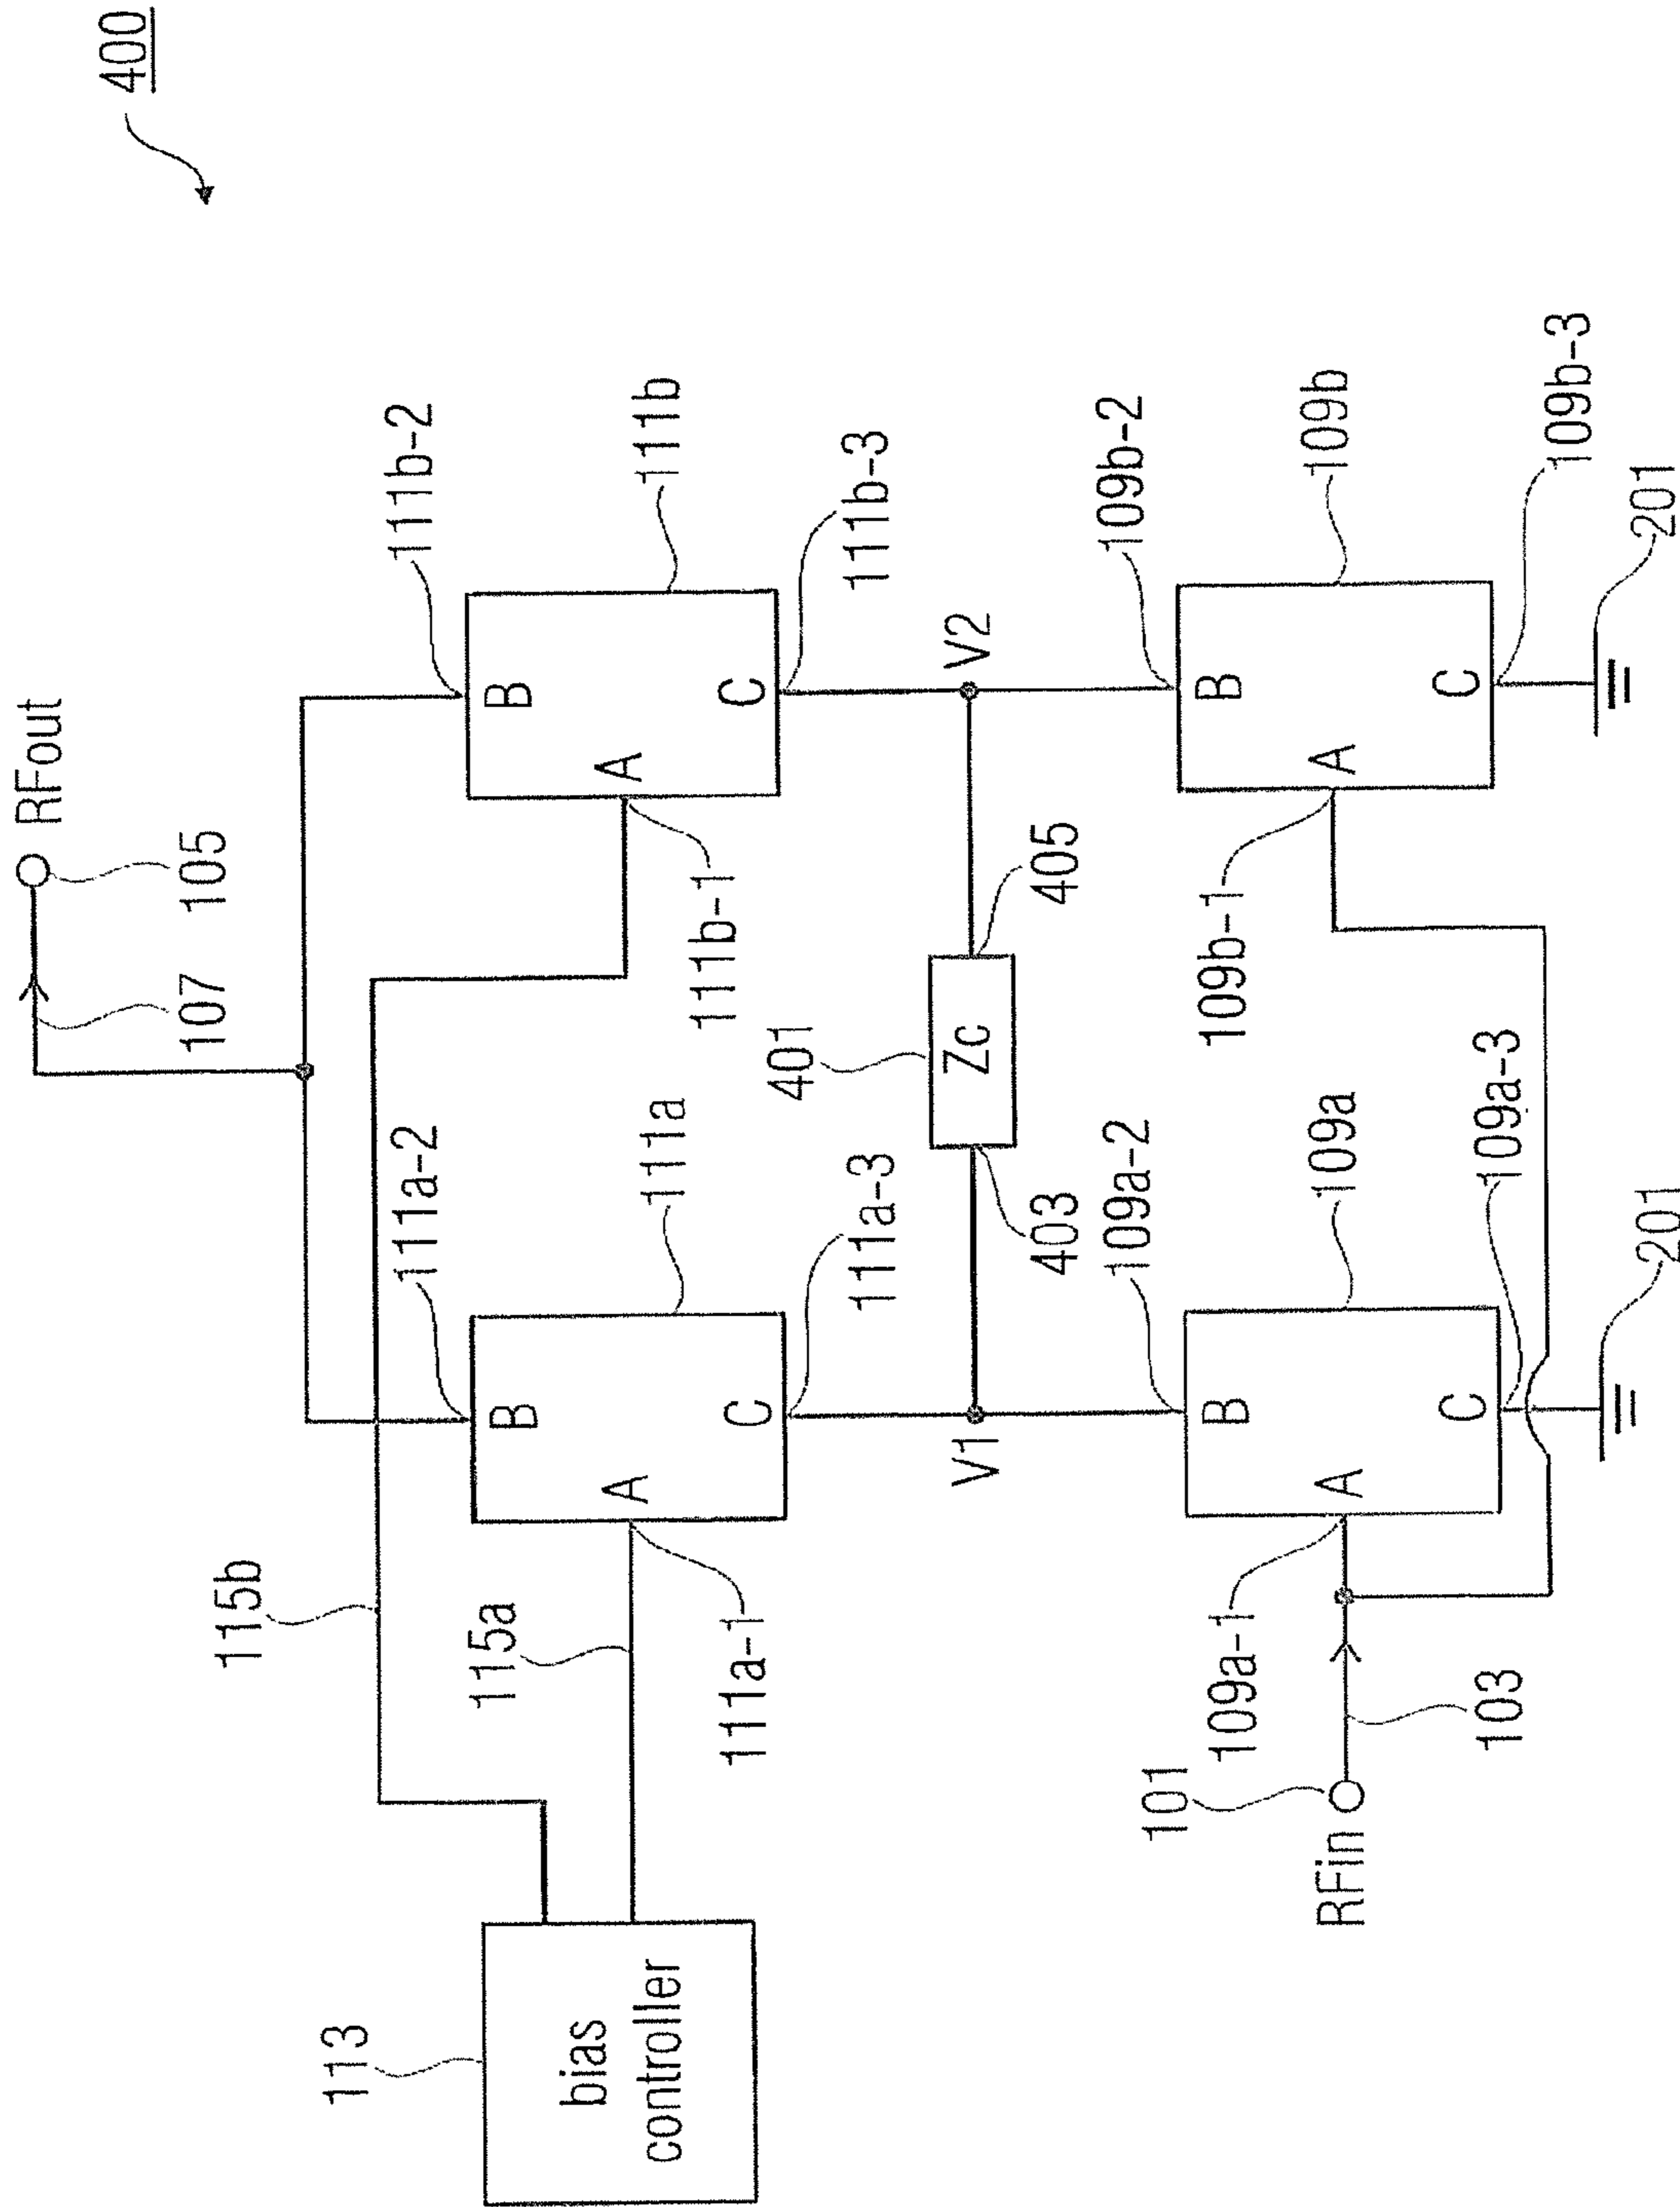 400
RFout
105
107
111b-2
111b
111b-3
B
A
C
111b-1
115b
111a-2
111a
111a-3
B
A
C
115a
111a-1
113
bias
controller
V1
V2
401
Zc
403
405
109a-2
109a
109a-3
B
A
C
109a-1
201
109b-2
109b
109b-3
B
A
C
109b-1
201
101
RFin
103